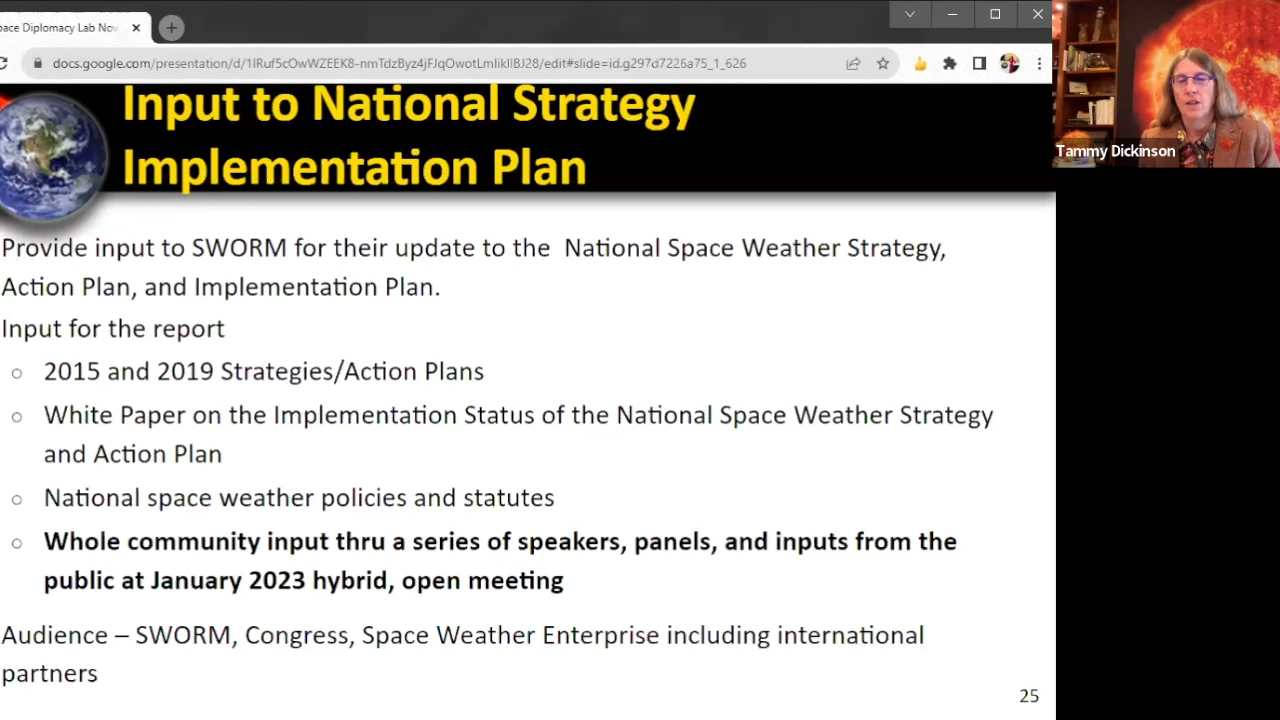 pace Diplomacy Lab Nov
docs.google.com/presentation/d/1IRuf5cOwWZEEK8-nmTdzByz4jFJqOwotLmlikIlBJ28/edit#slide=id.g297d7226a75_1_626
Input to National Strategy
Implementation Plan
Tammy Dickinson
Provide input to SWORM for their update to the National Space Weather Strategy,
Action Plan, and Implementation Plan.
Input for the report
○ 2015 and 2019 Strategies/Action Plans
○ White Paper on the Implementation Status of the National Space Weather Strategy
and Action Plan
○ National space weather policies and statutes
○ Whole community input thru a series of speakers, panels, and inputs from the
public at January 2023 hybrid, open meeting
Audience – SWORM, Congress, Space Weather Enterprise including international
partners
25